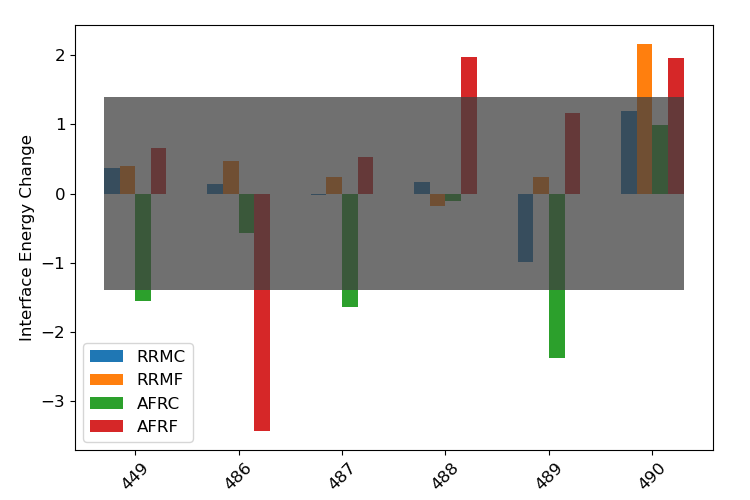 Interface Energy Change
2
1
0
−1
−2
−3
RRMC
RRMF
AFRC
AFRF
449
486
487
488
489
490